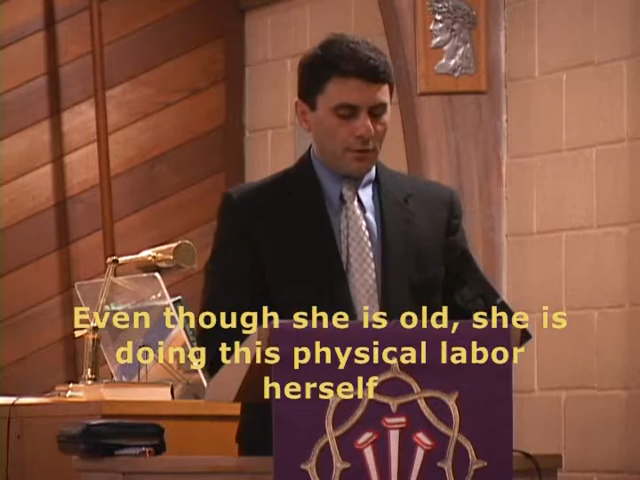 Even though she is old, she is
doing this physical labor
herself